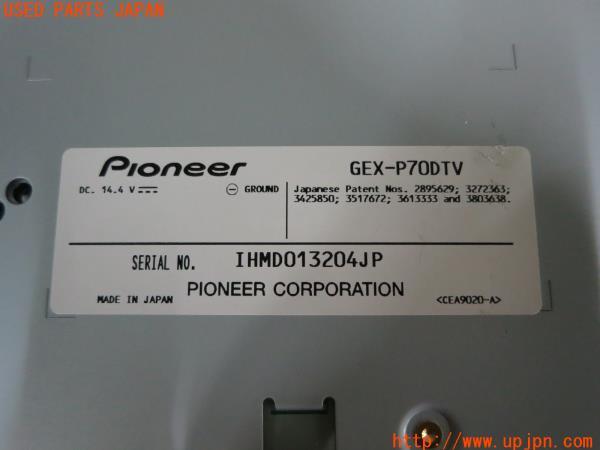 USED PARTS JAPAN
Pioneer GEX-P70DTV
DC. 14.4 V ⊖ GROUND Japanese Patent Nos. 2895629; 3272363;
3425850; 3517672; 3613333 and 3803638.
SERIAL NO. IHMD013204JP
MADE IN JAPAN PIONEER CORPORATION <CEA9020-A>
http://www.upjpn.com/